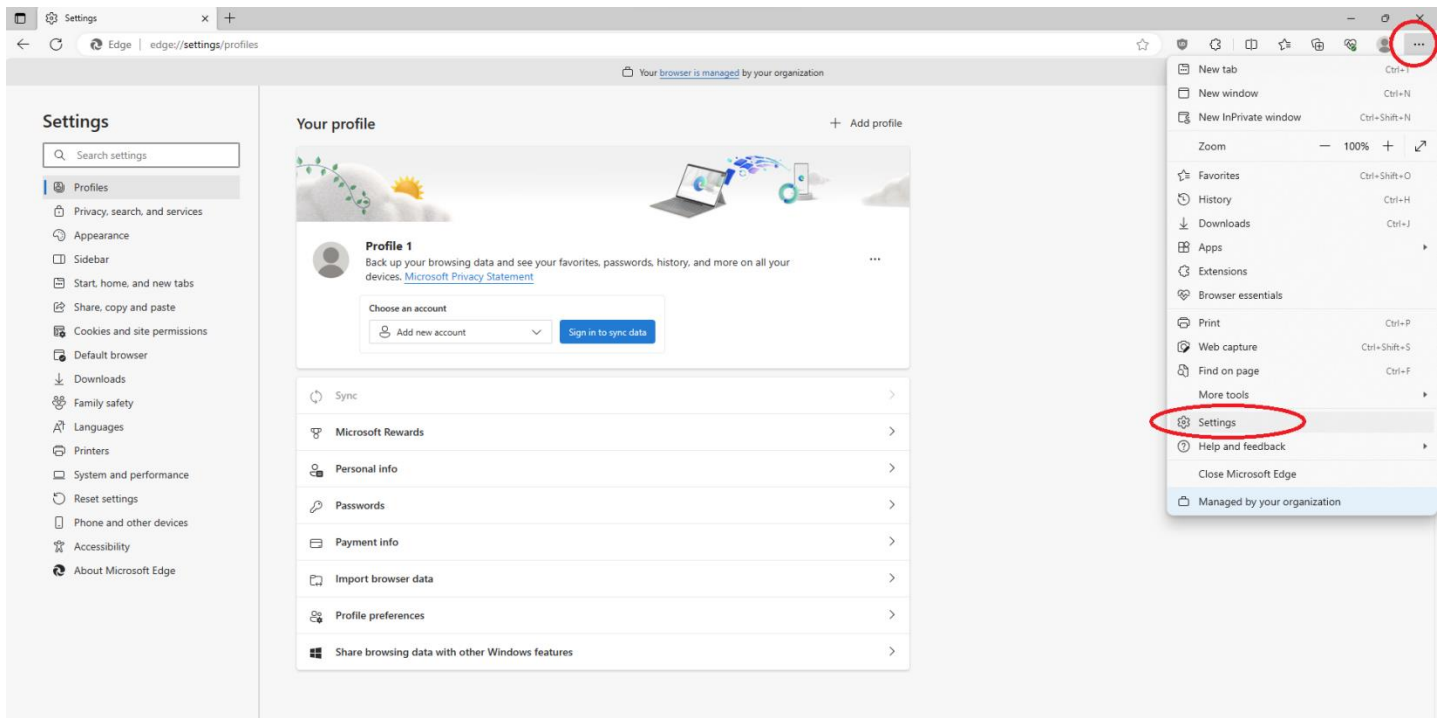 Settings
Edge | edge://settings/profiles
Your browser is managed by your organization
Settings
Search settings
Profiles
Privacy, search, and services
Appearance
Sidebar
Start, home, and new tabs
Share, copy and paste
Cookies and site permissions
Default browser
Downloads
Family safety
Languages
Printers
System and performance
Reset settings
Phone and other devices
Accessibility
About Microsoft Edge
Your profile
Add profile
Profile 1
Back up your browsing data and see your favorites, passwords, history, and more on all your
devices. Microsoft Privacy Statement
Choose an account
Add new account
Sign in to sync data
Sync
Microsoft Rewards
Personal info
Passwords
Payment info
Import browser data
Profile preferences
Share browsing data with other Windows features
New tab Ctrl+T
New window Ctrl+N
New InPrivate window Ctrl+Shift+N
Zoom — 100% +
Favorites Ctrl+Shift+O
History Ctrl+H
Downloads Ctrl+J
Apps
Extensions
Browser essentials
Print Ctrl+P
Web capture Ctrl+Shift+S
Find on page Ctrl+F
More tools
Settings
Help and feedback
Close Microsoft Edge
Managed by your organization